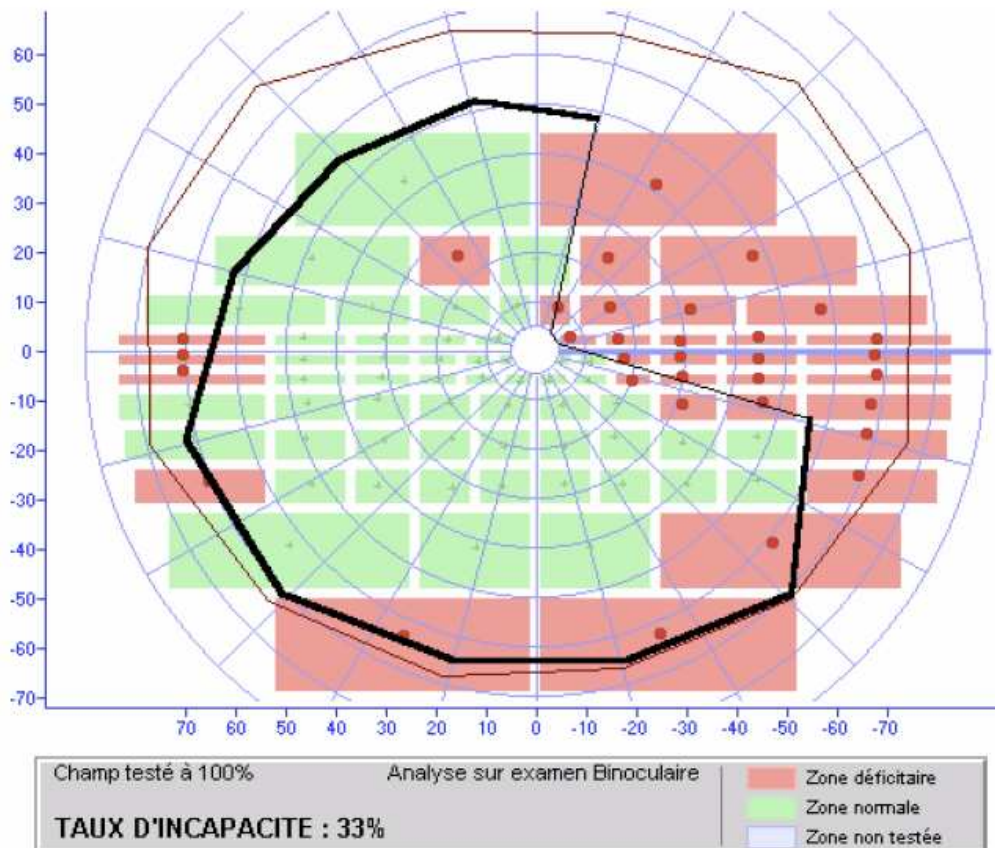 60
50
40
30
20
10
0
-10
-20
-30
-40
-50
-60
-70
70 60 50 40 30 20 10 0 -10 -20 -30 -40 -50 -60 -70
Champ testé à 100% Analyse sur examen Binoculaire
Zone déficitaire
Zone normale
TAUX D'INCAPACITE : 33%
Zone non testée